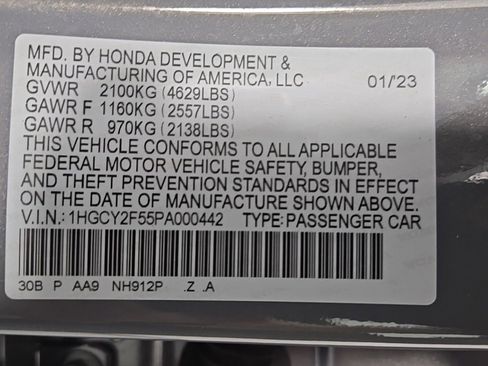 MFD. BY HONDA DEVELOPMENT &
MANUFACTURING OF AMERICA, LLC 01/'23
GVWR 2100KG (4629LBS)
GAWR F 1160KG (2557LBS)
GAWR R 970KG (2138LBS)
THIS VEHICLE CONFORMS TO ALL APPLICABLE
FEDERAL MOTOR VEHICLE SAFETY, BUMPER,
AND THEFT PREVENTION STANDARDS IN EFFECT
ON THE DATE OF MANUFACTURE SHOWN ABOVE.
V.I.N.: 1HGCY2F55PA000442 TYPE: PASSENGER CAR
30B P AA9 NH912P .Z .A